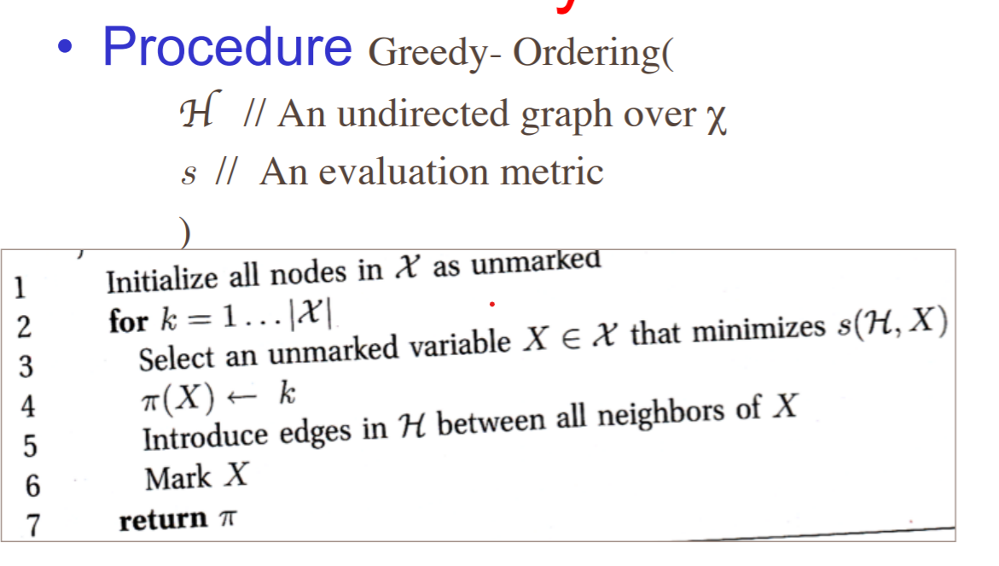 • Procedure Greedy- Ordering(
ℋ // An undirected graph over χ
s // An evaluation metric
)
1 Initialize all nodes in 𝒳 as unmarked
2 for k = 1...|𝒳|
3 Select an unmarked variable X ∈ 𝒳 that minimizes s(ℋ, X)
4 π(X) ← k
5 Introduce edges in ℋ between all neighbors of X
6 Mark X
7 return π